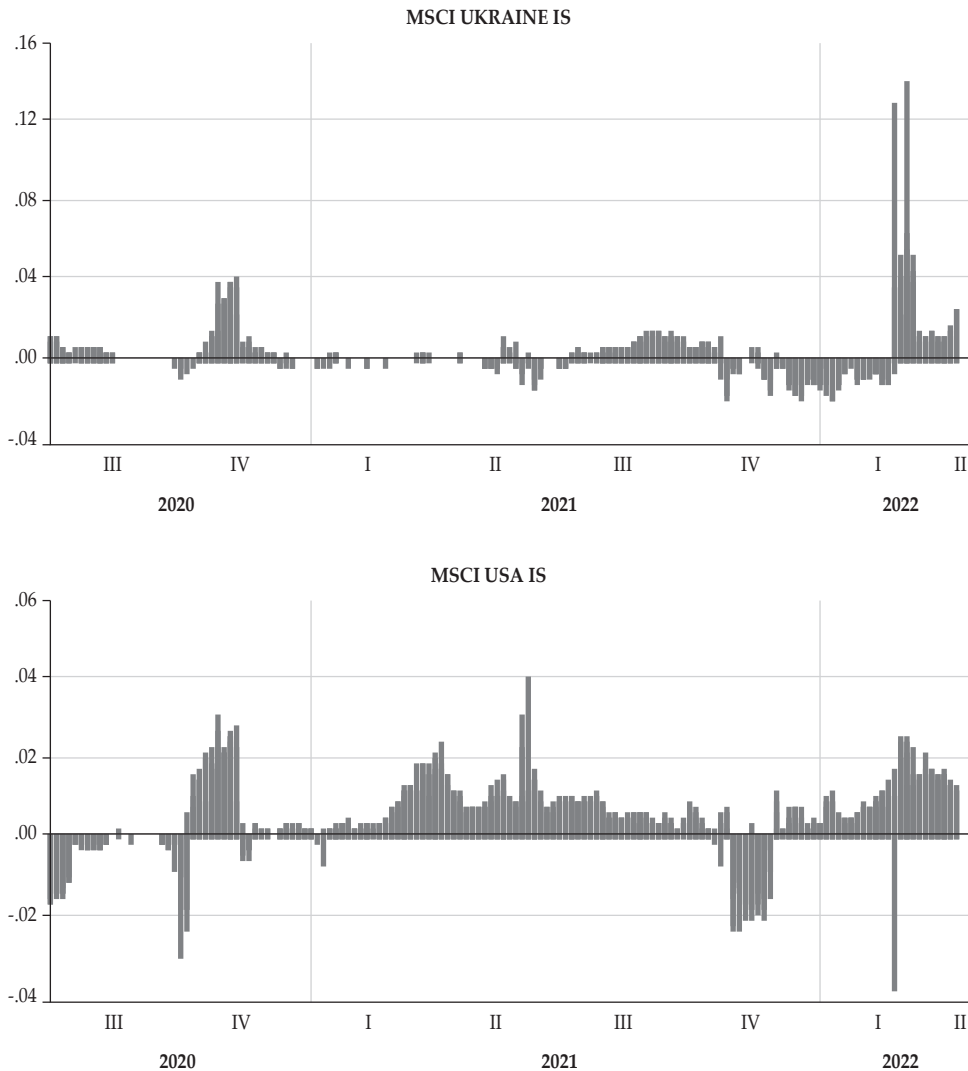 MSCI UKRAINE IS
.16
.12
.08
.04
.00
-.04
III IV I II III IV I II
2020 2021 2022
MSCI USA IS
.06
.04
.02
.00
-.02
-.04
III IV I II III IV I II
2020 2021 2022